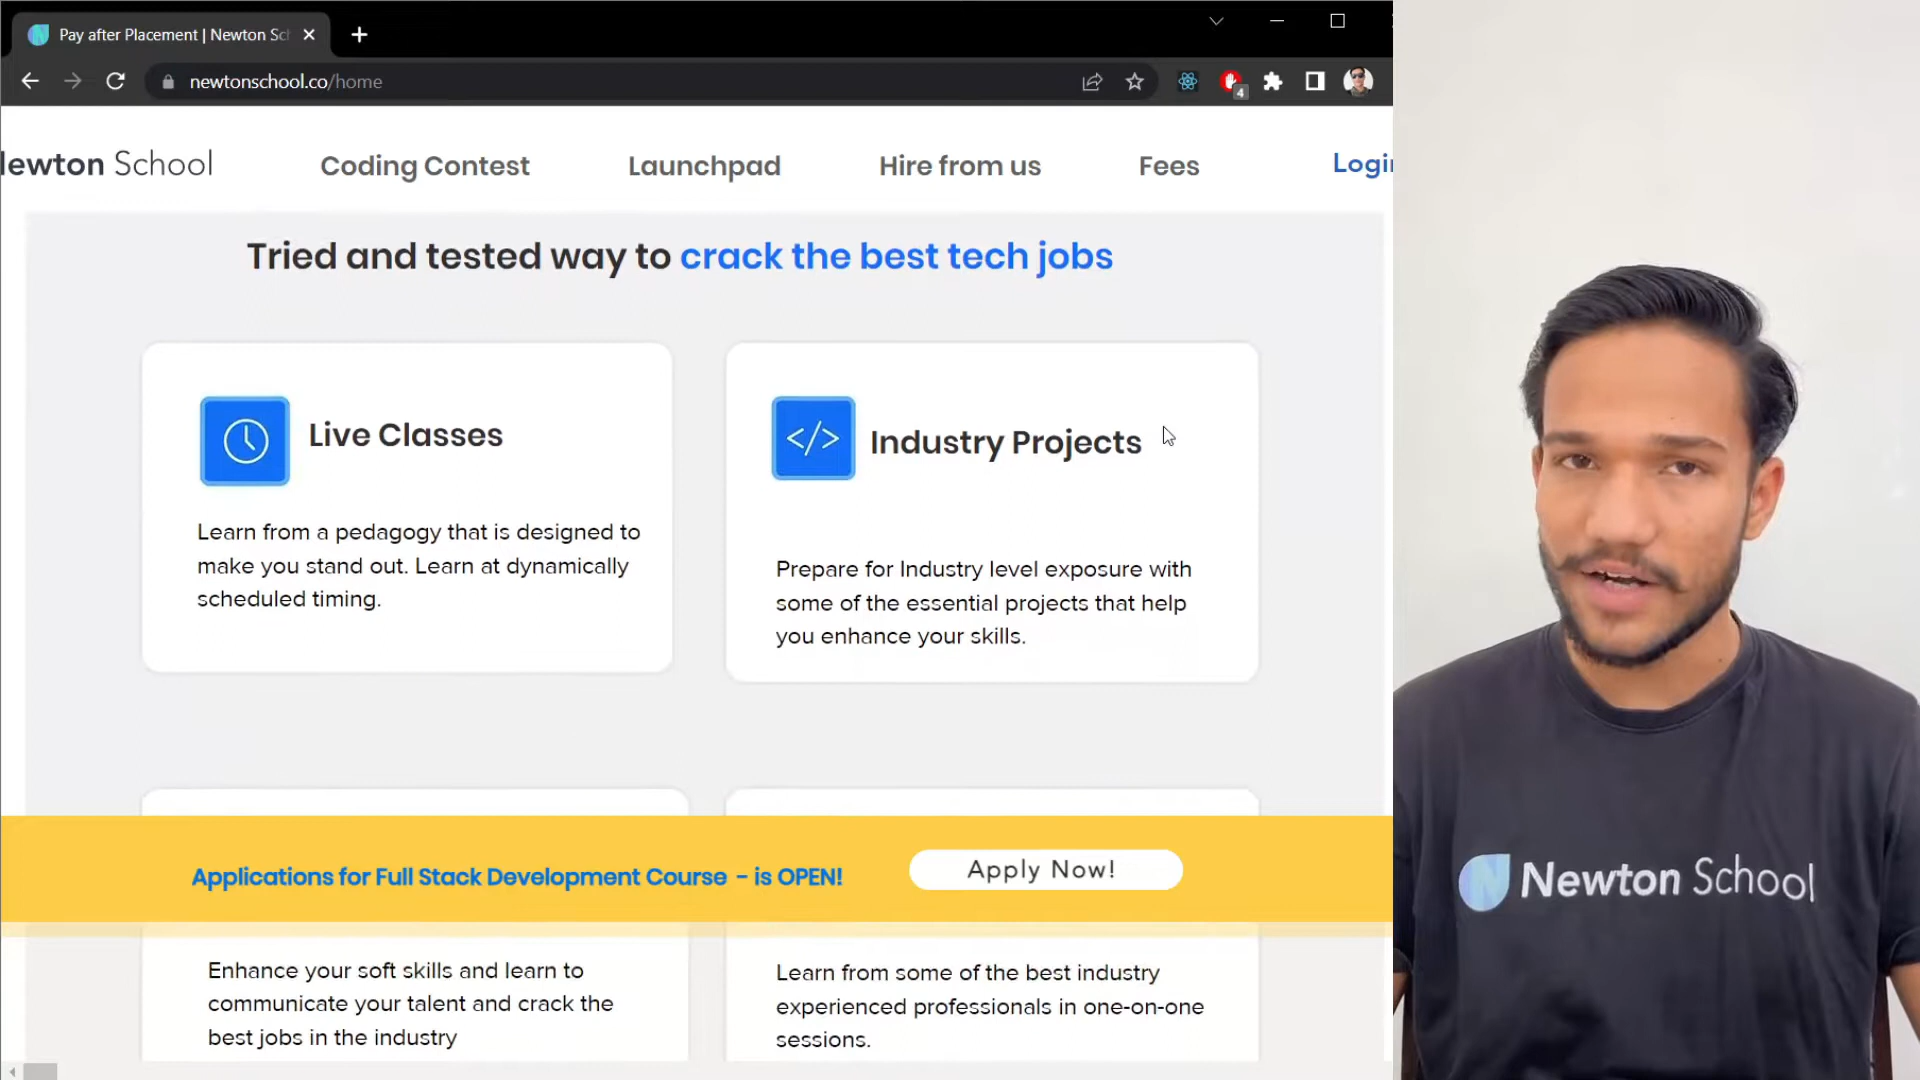 Pay after Placement | Newton Sc
newtonschool.co/home
4
ewton School
Coding Contest
Launchpad
Hire from us
Fees
Login
Tried and tested way to crack the best tech jobs
Live Classes
Learn from a pedagogy that is designed to
make you stand out. Learn at dynamically
scheduled timing.
</> Industry Projects
Prepare for Industry level exposure with
some of the essential projects that help
you enhance your skills.
Applications for Full Stack Development Course - is OPEN!
Apply Now!
Enhance your soft skills and learn to
communicate your talent and crack the
best jobs in the industry
Learn from some of the best industry
experienced professionals in one-on-one
sessions.
Newton School